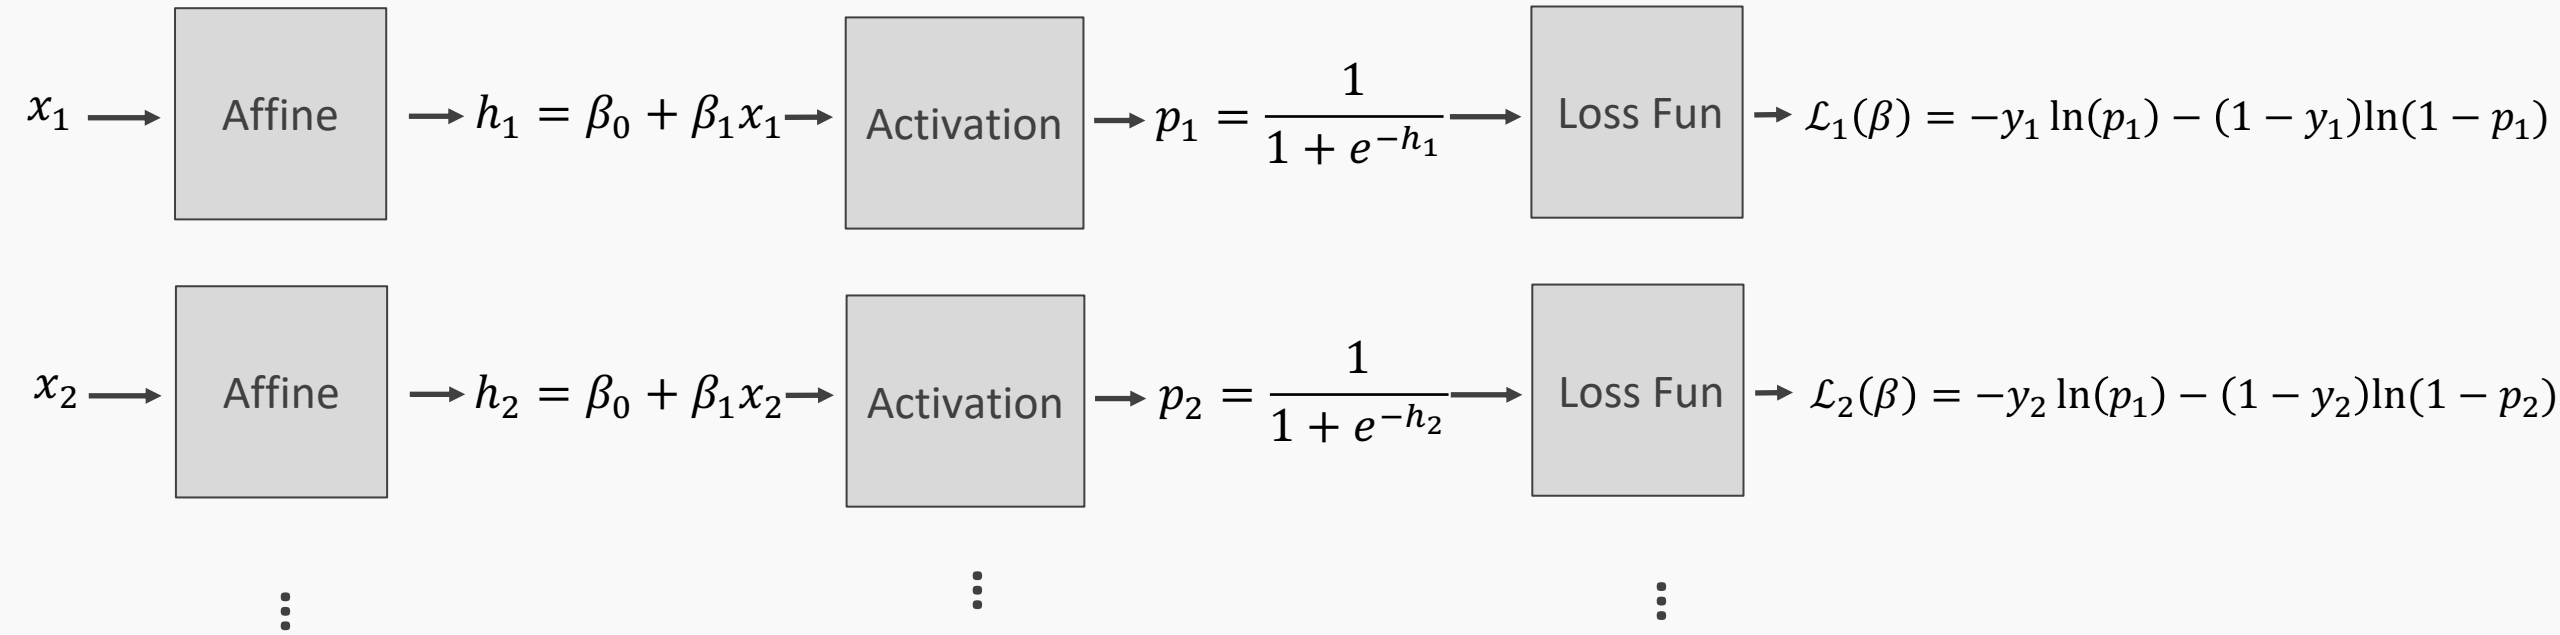 x₁ → Affine → h₁ = β₀ + β₁x₁ → Activation → p₁ = 1 / (1 + e^(−h₁)) → Loss Fun → ℒ₁(β) = −y₁ ln(p₁) − (1 − y₁)ln(1 − p₁)
x₂ → Affine → h₂ = β₀ + β₁x₂ → Activation → p₂ = 1 / (1 + e^(−h₂)) → Loss Fun → ℒ₂(β) = −y₂ ln(p₁) − (1 − y₂)ln(1 − p₂)
⋮ ⋮ ⋮